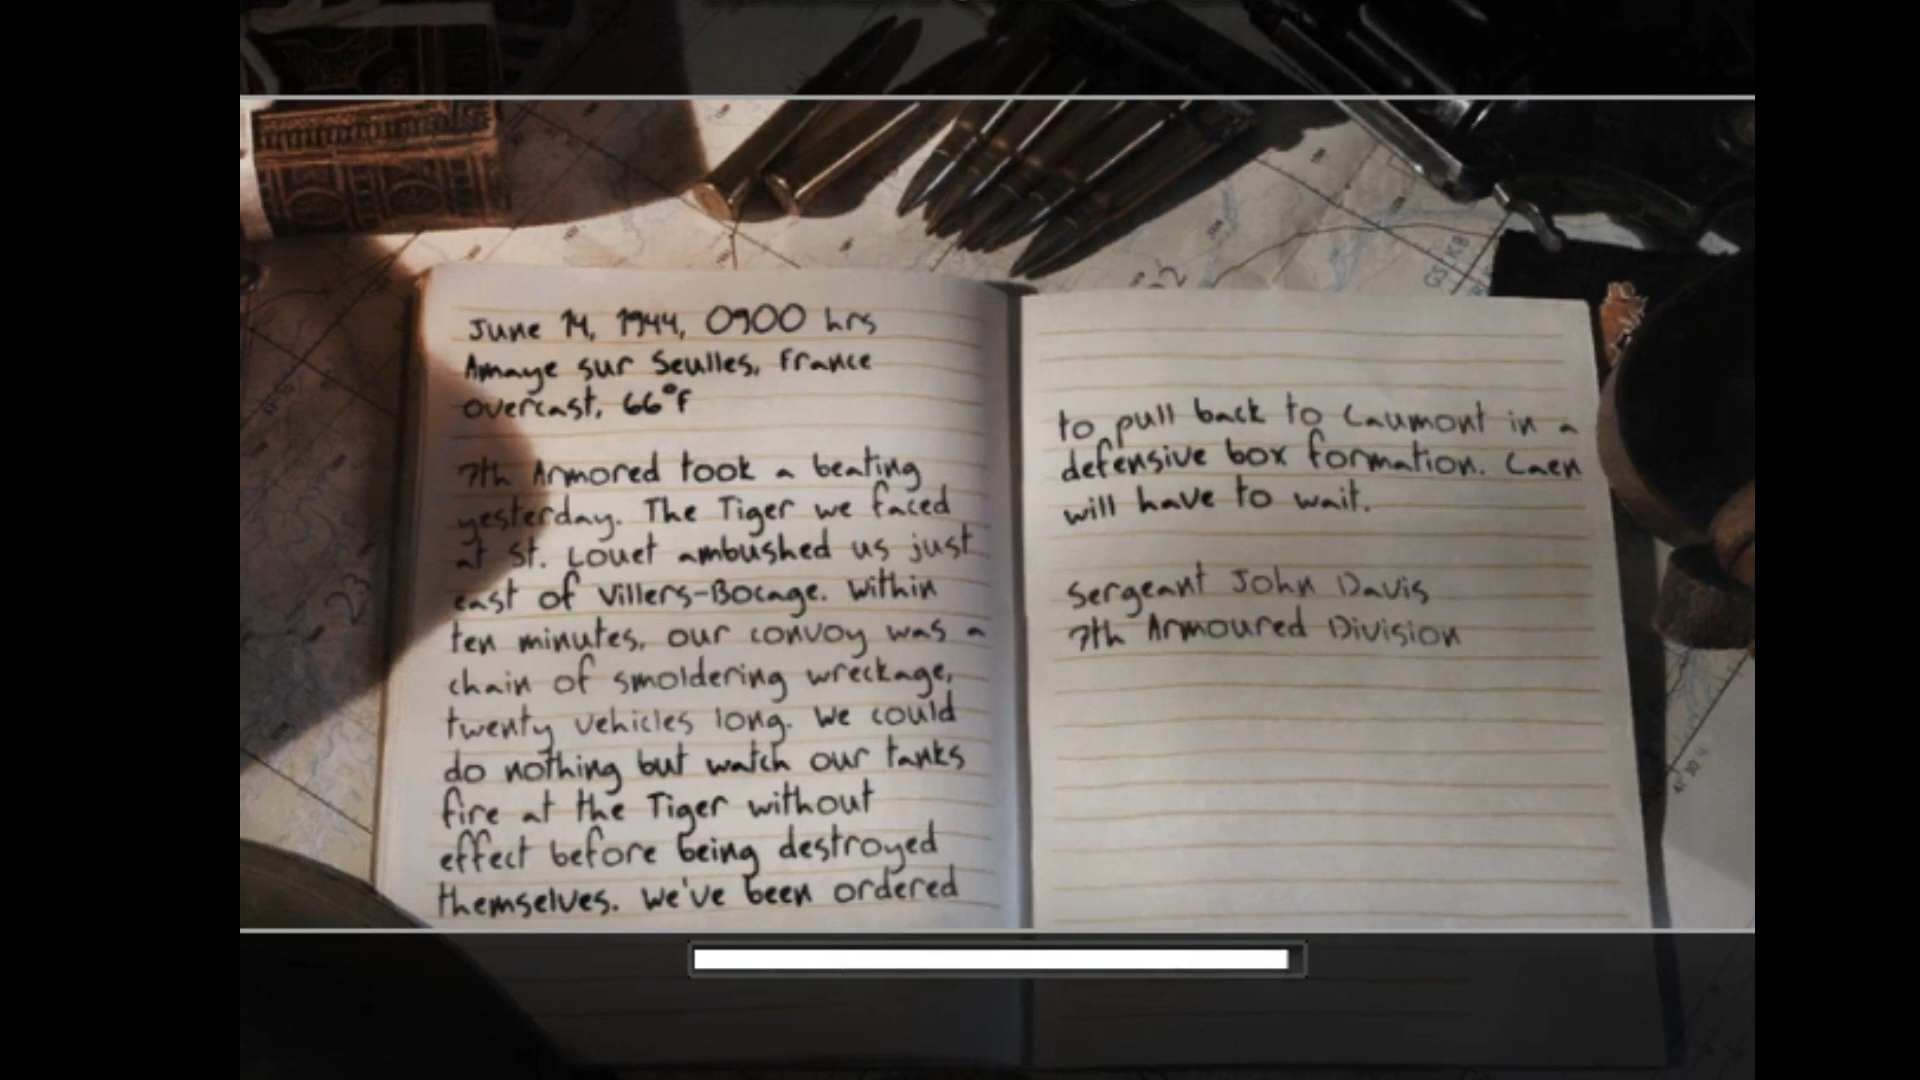 June 14, 1944, 0900 hrs
Amaye sur Seulles, France
Overcast, 66°F
7th Armored took a beating
yesterday. The Tiger we faced
at St. Louet ambushed us just
east of Villers-Bocage. Within
ten minutes, our convoy was a
chain of smoldering wreckage,
twenty vehicles long. We could
do nothing but watch our tanks
fire at the Tiger without
effect before being destroyed
themselves. We've been ordered
to pull back to Caumont in a
defensive box formation. Caen
will have to wait.
Sergeant John Davis
7th Armoured Division